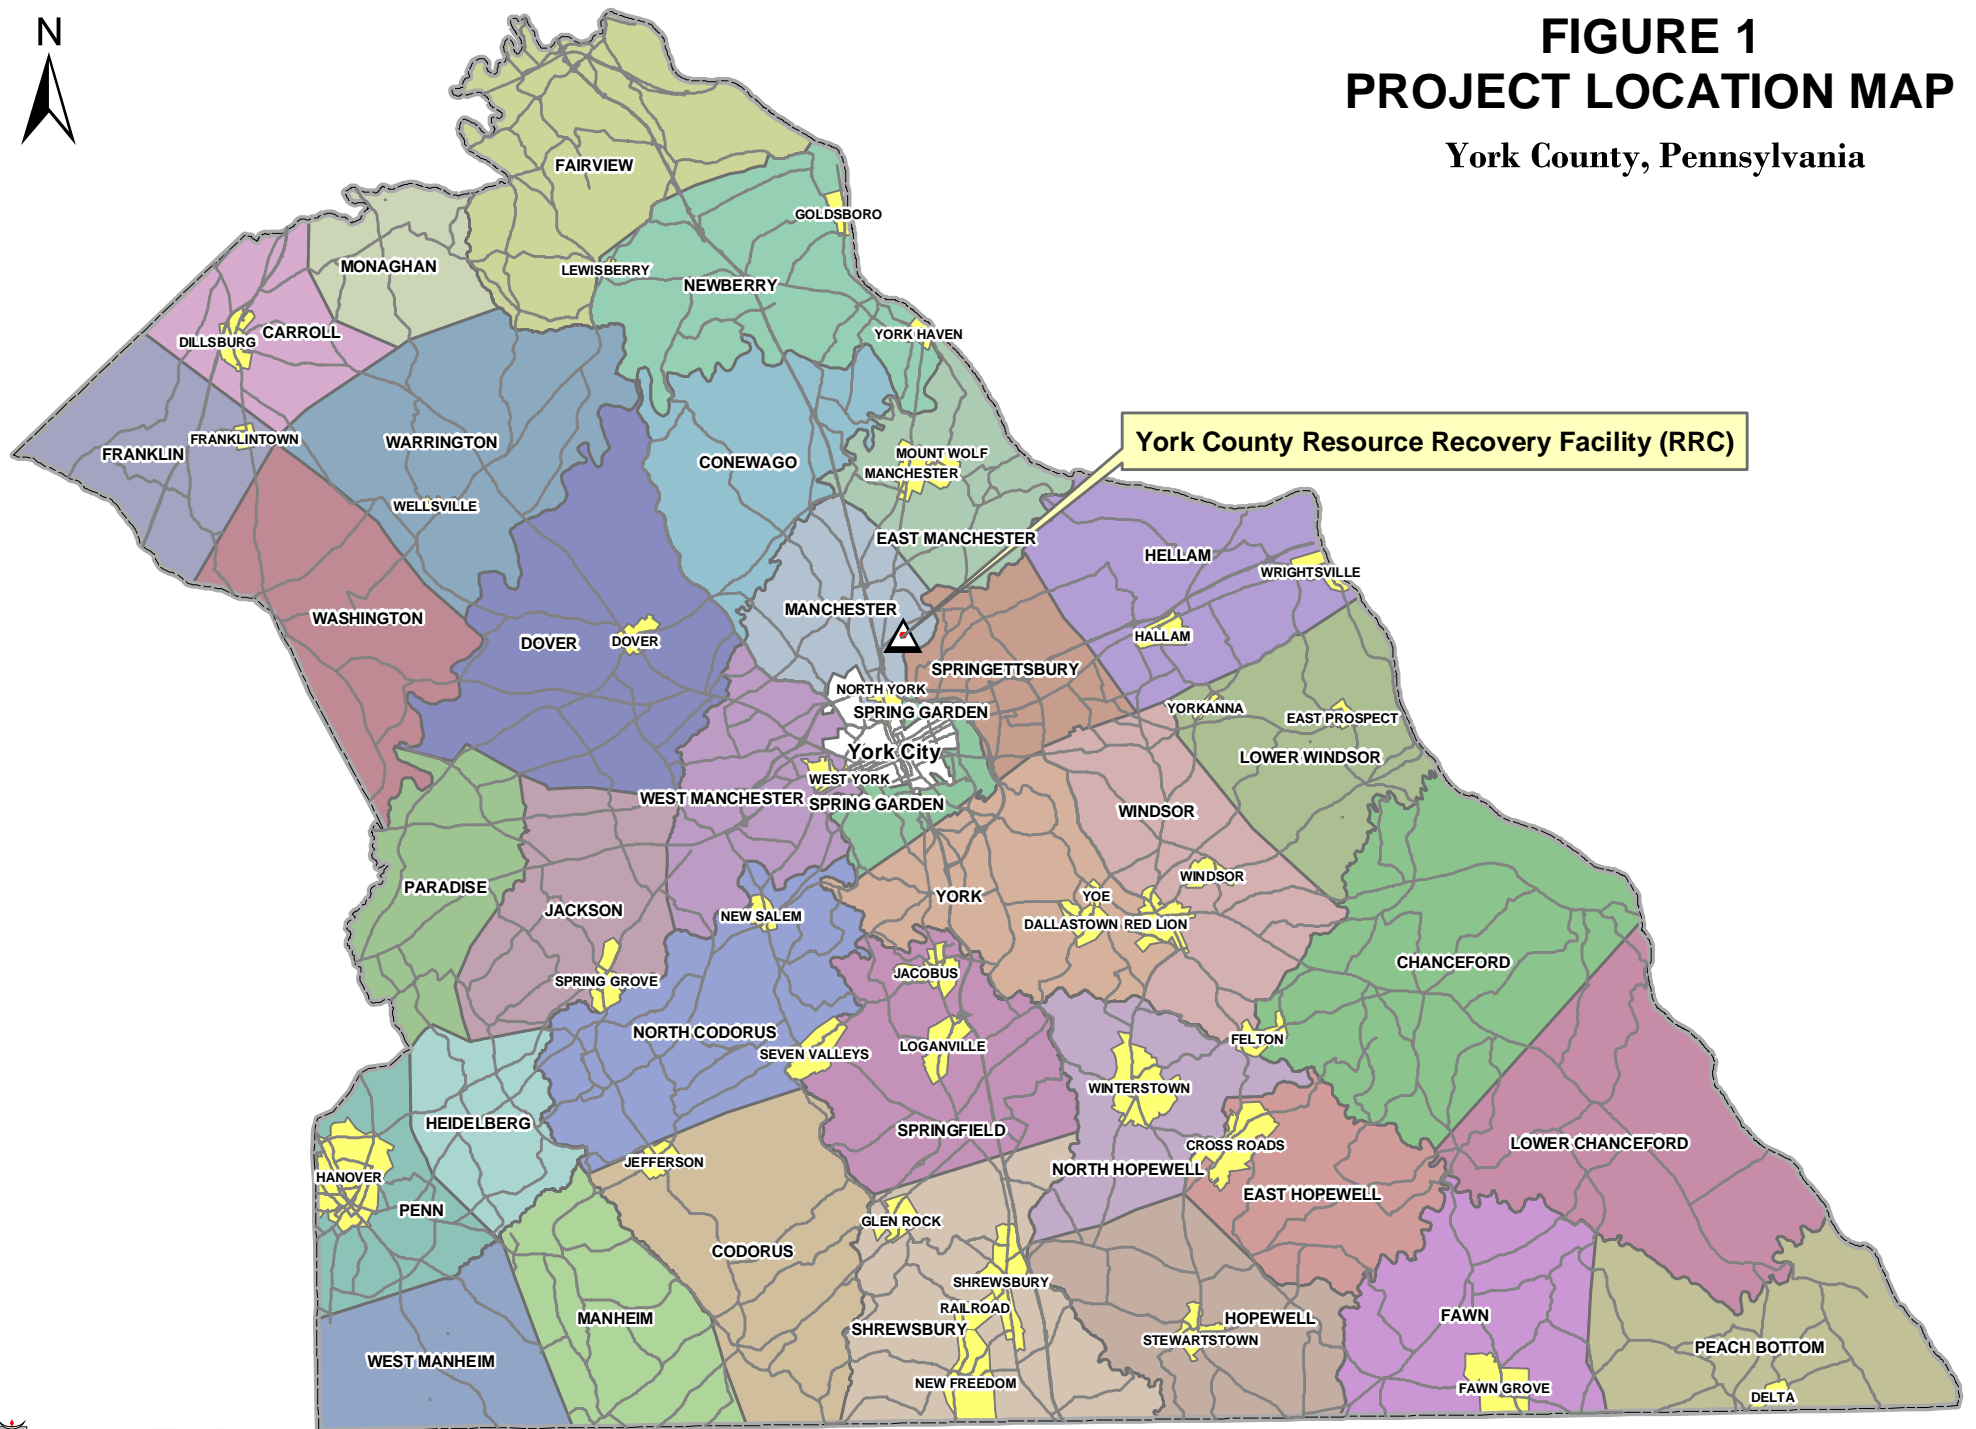 N
FIGURE 1
PROJECT LOCATION MAP
York County, Pennsylvania
FAIRVIEW
GOLDSBORO
MONAGHAN
LEWISBERRY
NEWBERRY
CARROLL
DILLSBURG
YORK HAVEN
FRANKLINTOWN
FRANKLIN
WARRINGTON
York County Resource Recovery Facility (RRC)
CONEWAGO
MOUNT WOLF
MANCHESTER
WELLSVILLE
EAST MANCHESTER
HELLAM
WRIGHTSVILLE
WASHINGTON
MANCHESTER
DOVER
DOVER
HALLAM
SPRINGETTSBURY
NORTH YORK
SPRING GARDEN
YORKANNA
EAST PROSPECT
York City
LOWER WINDSOR
WEST YORK
WEST MANCHESTER
SPRING GARDEN
WINDSOR
PARADISE
JACKSON
NEW SALEM
YORK
YOE
WINDSOR
DALLASTOWN
RED LION
CHANCEFORD
JACOBUS
SPRING GROVE
NORTH CODORUS
SEVEN VALLEYS
LOGANVILLE
FELTON
WINTERSTOWN
HEIDELBERG
SPRINGFIELD
CROSS ROADS
LOWER CHANCEFORD
JEFFERSON
NORTH HOPEWELL
HANOVER
EAST HOPEWELL
PENN
GLEN ROCK
CODORUS
SHREWSBURY
RAILROAD
SHREWSBURY
MANHEIM
HOPEWELL
STEWARTSTOWN
FAWN
PEACH BOTTOM
WEST MANHEIM
NEW FREEDOM
FAWN GROVE
DELTA